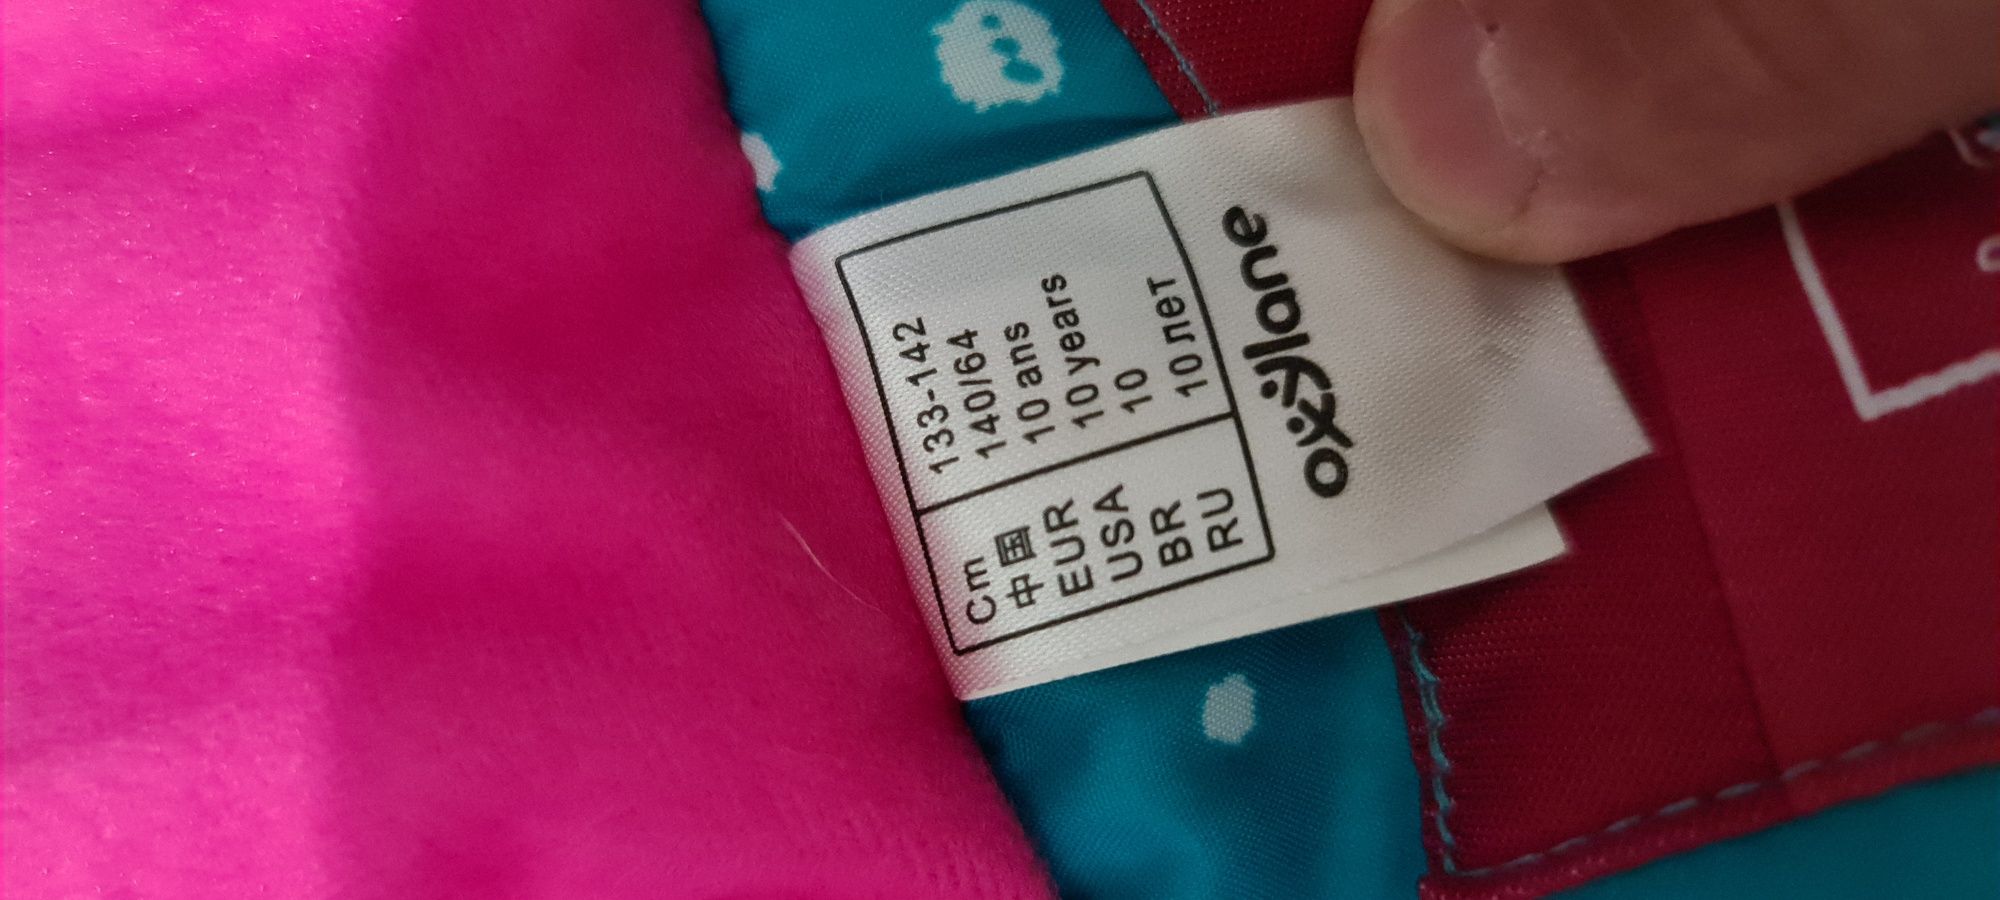 Cm 133-142
中国 140/64
EUR 10 ans
USA 10 years
BR 10
RU 10 лет
oxylane